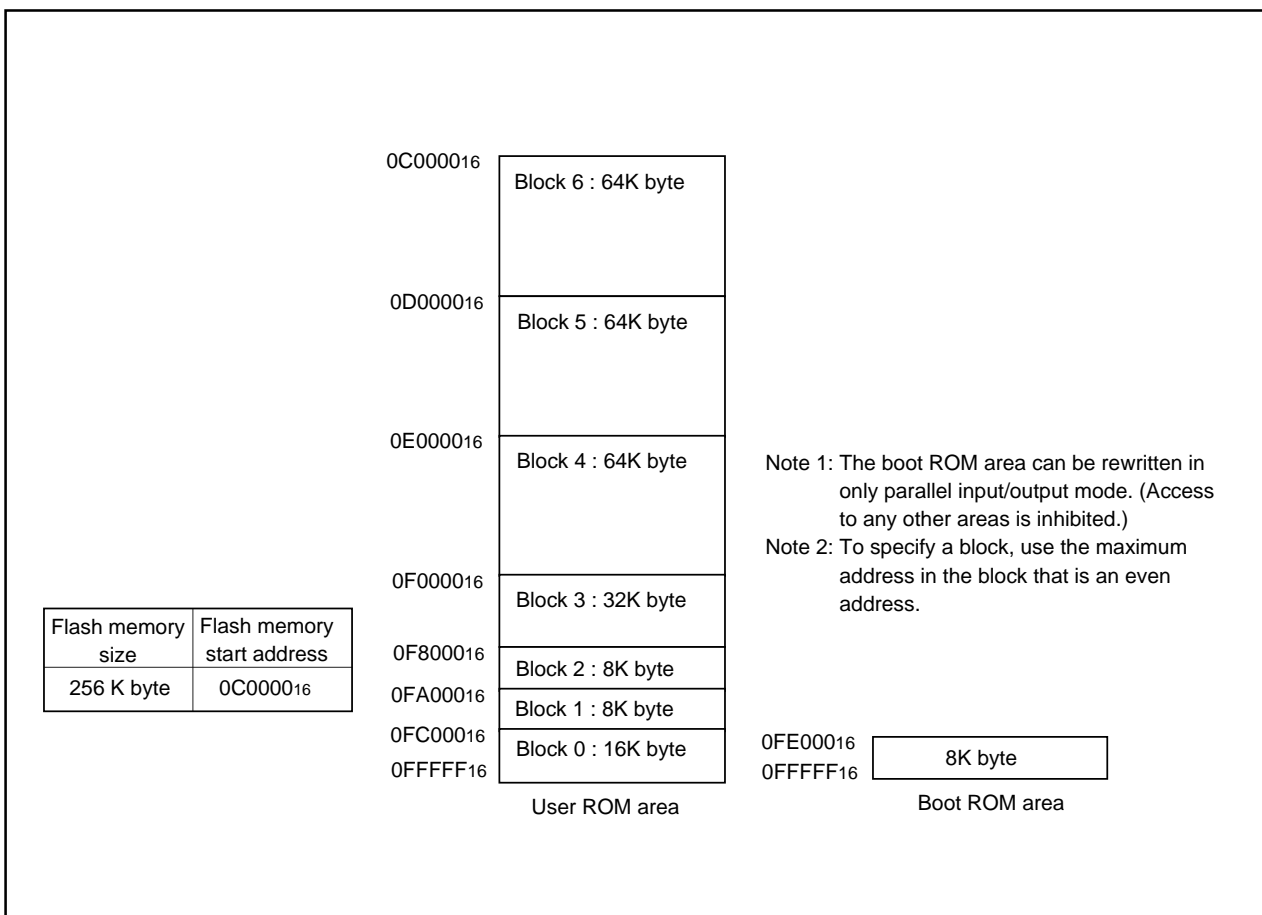 0C000016
Block 6 : 64K byte
0D000016
Block 5 : 64K byte
0E000016
Block 4 : 64K byte
Note 1: The boot ROM area can be rewritten in
only parallel input/output mode. (Access
to any other areas is inhibited.)
Note 2: To specify a block, use the maximum
address in the block that is an even
address.
0F000016
Block 3 : 32K byte
Flash memory size
Flash memory start address
256 K byte
0C000016
0F800016
Block 2 : 8K byte
0FA00016
Block 1 : 8K byte
0FC00016
Block 0 : 16K byte
0FFFFF16
User ROM area
0FE00016
8K byte
0FFFFF16
Boot ROM area